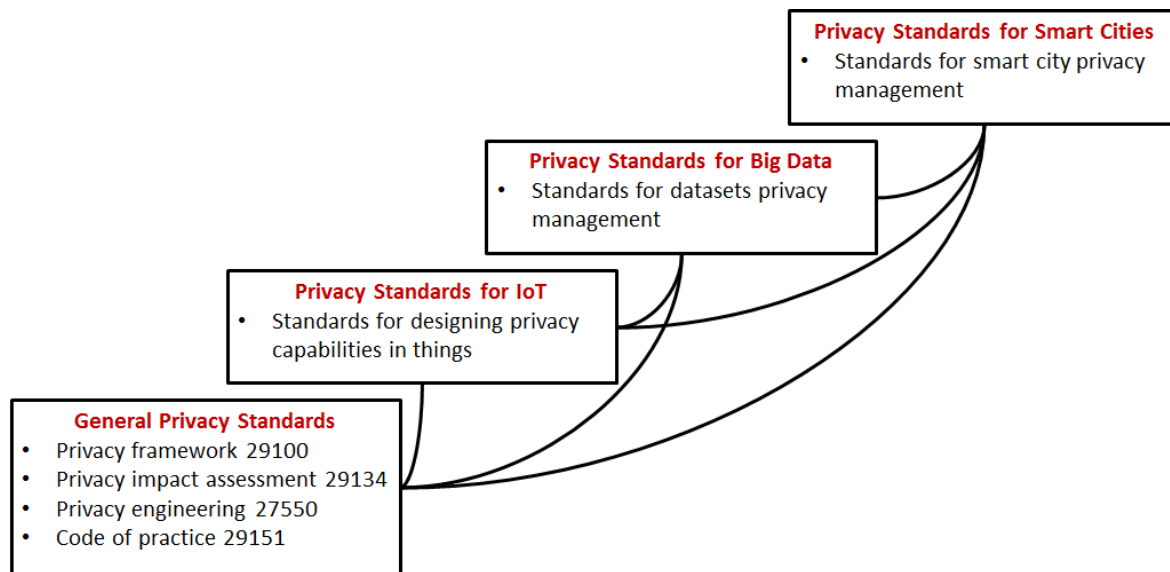 Privacy Standards for Smart Cities
• Standards for smart city privacy
management
Privacy Standards for Big Data
• Standards for datasets privacy
management
Privacy Standards for IoT
• Standards for designing privacy
capabilities in things
General Privacy Standards
• Privacy framework 29100
• Privacy impact assessment 29134
• Privacy engineering 27550
• Code of practice 29151